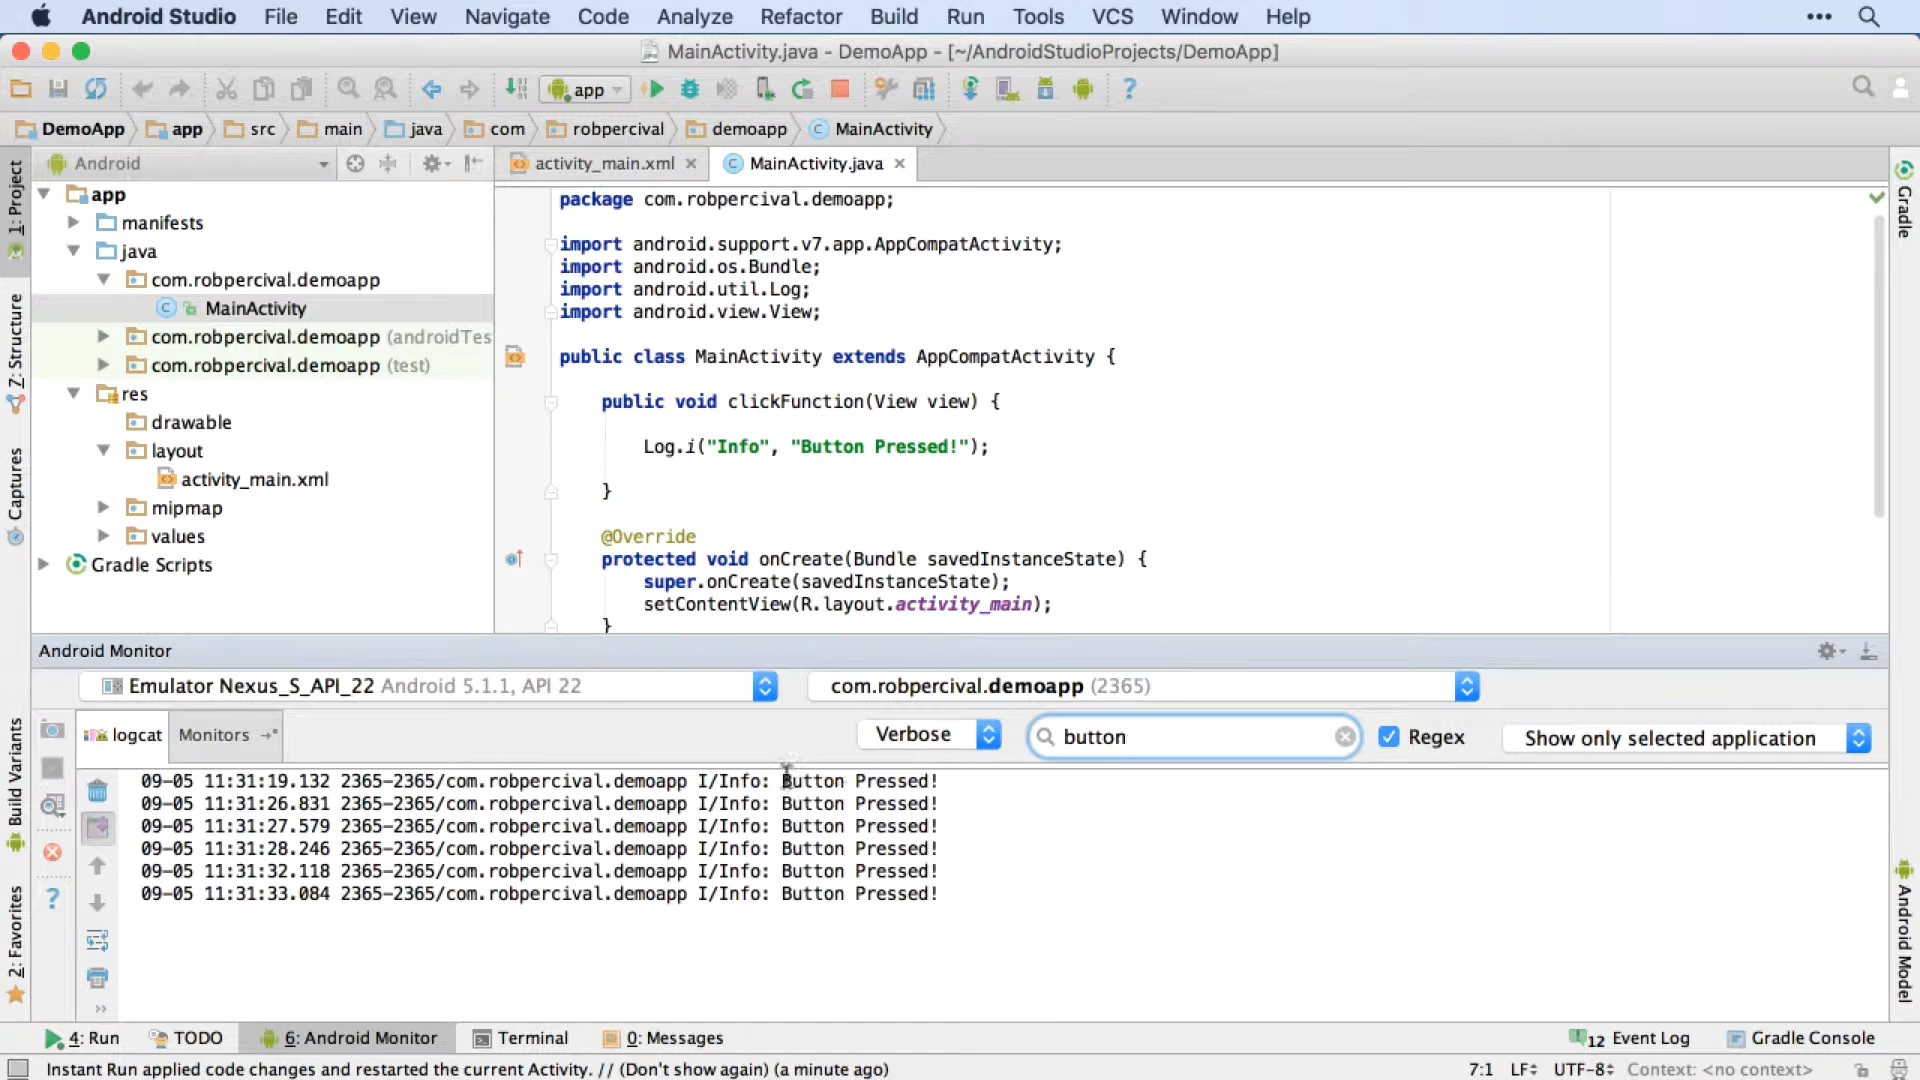 Android Studio File Edit View Navigate Code Analyze Refactor Build Run Tools VCS Window Help
MainActivity.java - DemoApp - [~/AndroidStudioProjects/DemoApp]
app
DemoApp app src main java com robpercival demoapp MainActivity
Android
activity_main.xml
MainActivity.java
1: Project
7: Structure
Captures
Build Variants
2: Favorites
app
manifests
java
com.robpercival.demoapp
MainActivity
com.robpercival.demoapp (androidTes
com.robpercival.demoapp (test)
res
drawable
layout
activity_main.xml
mipmap
values
Gradle Scripts
package com.robpercival.demoapp;
import android.support.v7.app.AppCompatActivity;
import android.os.Bundle;
import android.util.Log;
import android.view.View;
public class MainActivity extends AppCompatActivity {
public void clickFunction(View view) {
Log.i("Info", "Button Pressed!");
}
@Override
protected void onCreate(Bundle savedInstanceState) {
super.onCreate(savedInstanceState);
setContentView(R.layout.activity_main);
}
Gradle
Android Model
Android Monitor
Emulator Nexus_S_API_22 Android 5.1.1, API 22
com.robpercival.demoapp (2365)
logcat
Monitors
Verbose
button
Regex
Show only selected application
09-05 11:31:19.132 2365-2365/com.robpercival.demoapp I/Info: Button Pressed!
09-05 11:31:26.831 2365-2365/com.robpercival.demoapp I/Info: Button Pressed!
09-05 11:31:27.579 2365-2365/com.robpercival.demoapp I/Info: Button Pressed!
09-05 11:31:28.246 2365-2365/com.robpercival.demoapp I/Info: Button Pressed!
09-05 11:31:32.118 2365-2365/com.robpercival.demoapp I/Info: Button Pressed!
09-05 11:31:33.084 2365-2365/com.robpercival.demoapp I/Info: Button Pressed!
4: Run TODO 6: Android Monitor Terminal 0: Messages
12 Event Log Gradle Console
Instant Run applied code changes and restarted the current Activity. // (Don't show again) (a minute ago)
7:1 LF UTF-8 Context: <no context>